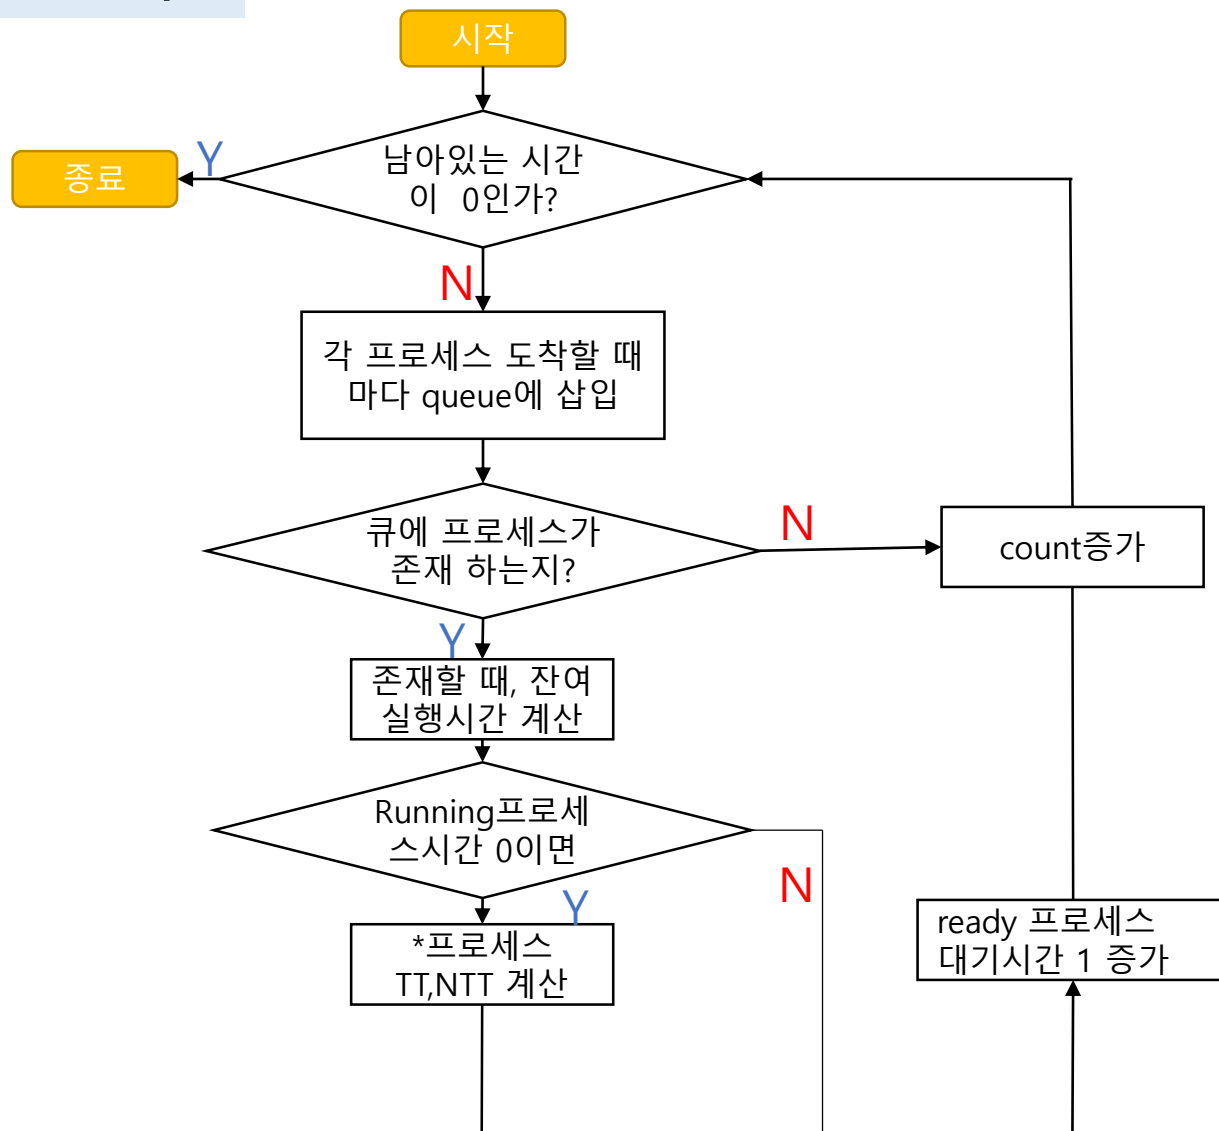 시작
남아있는 시간
이 0인가?
Y
종료
N
각 프로세스 도착할 때
마다 queue에 삽입
큐에 프로세스가
존재 하는지?
N
count증가
Y
존재할 때, 잔여
실행시간 계산
Running프로세
스시간 0이면
N
Y
*프로세스
TT,NTT 계산
ready 프로세스
대기시간 1 증가